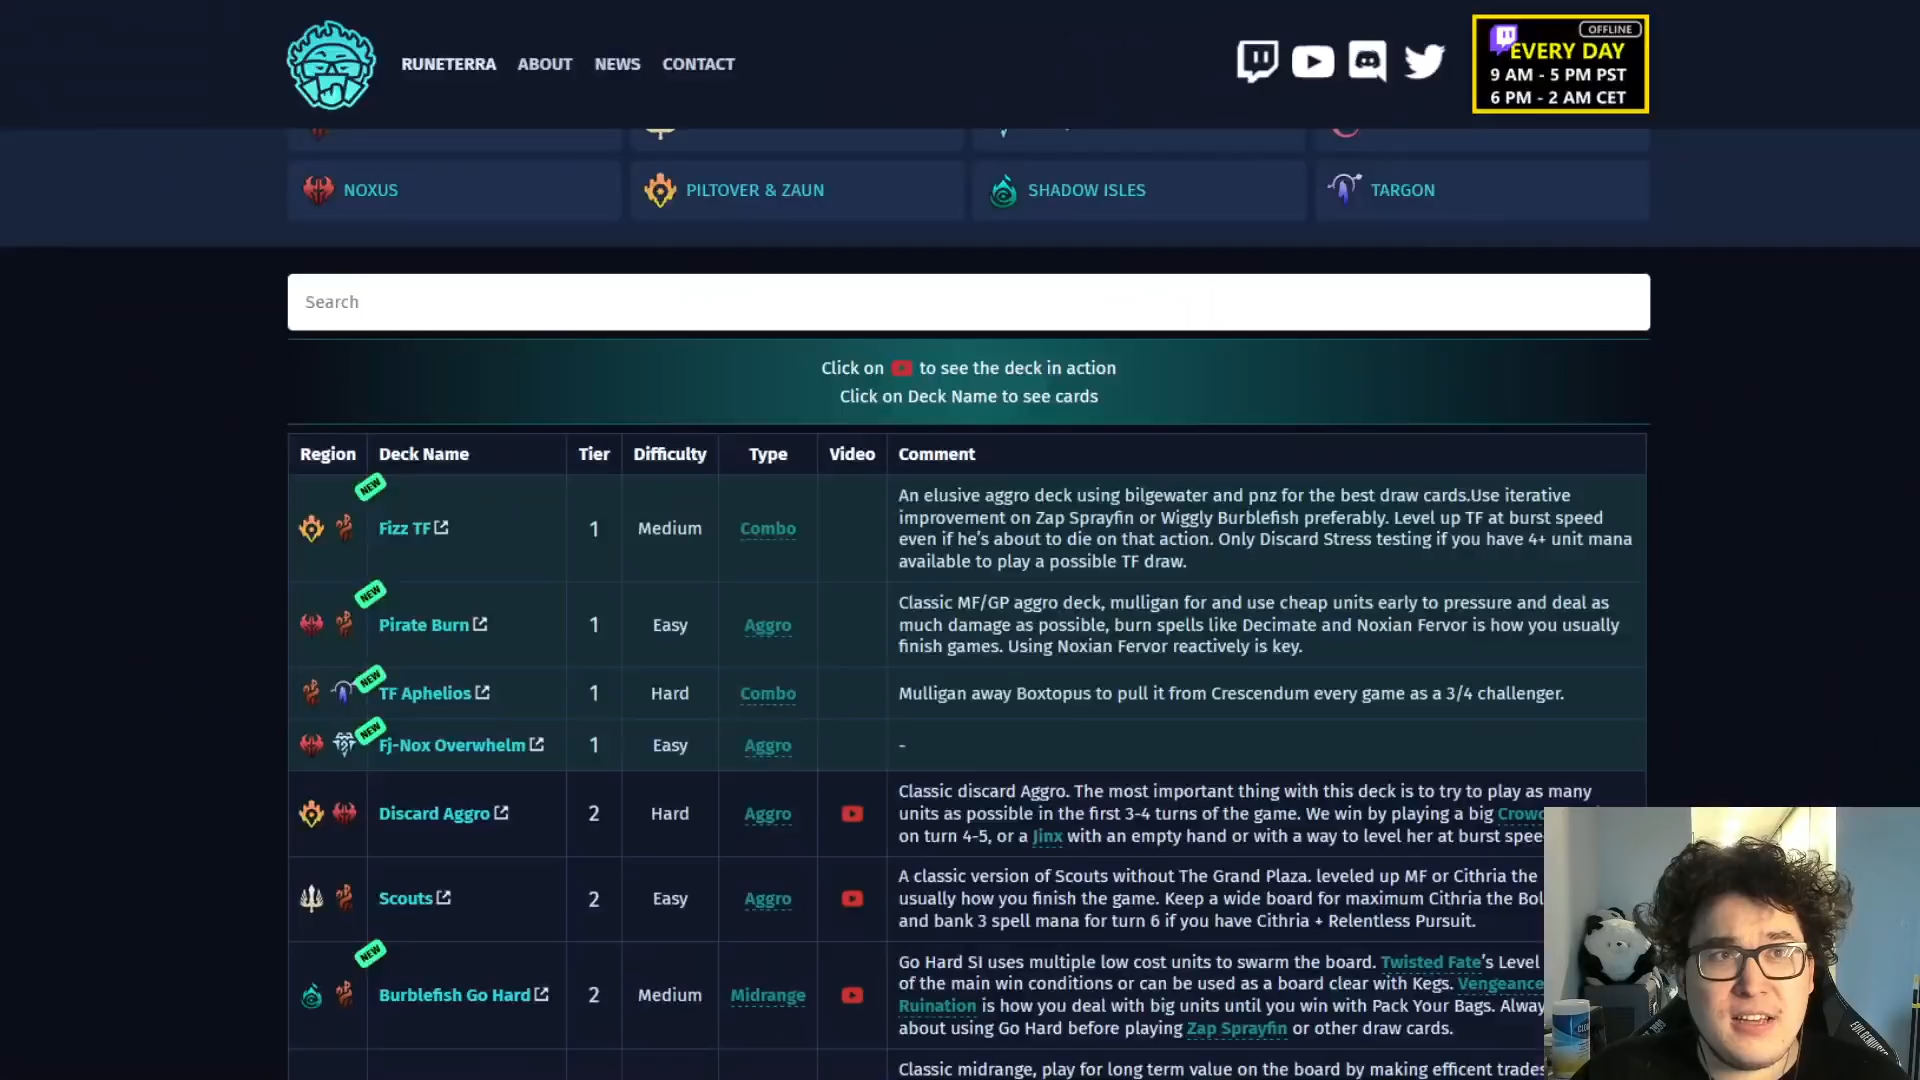 RUNETERRA ABOUT NEWS CONTACT
OFFLINE
EVERY DAY
9 AM - 5 PM PST
6 PM - 2 AM CET
NOXUS
PILTOVER & ZAUN
SHADOW ISLES
TARGON
Search
Click on to see the deck in action
Click on Deck Name to see cards
Region Deck Name Tier Difficulty Type Video Comment
NEW
Fizz TF 1 Medium Combo
An elusive aggro deck using bilgewater and pnz for the best draw cards.Use iterative
improvement on Zap Sprayfin or Wiggly Burblefish preferably. Level up TF at burst speed
even if he's about to die on that action. Only Discard Stress testing if you have 4+ unit mana
available to play a possible TF draw.
NEW
Pirate Burn 1 Easy Aggro
Classic MF/GP aggro deck, mulligan for and use cheap units early to pressure and deal as
much damage as possible, burn spells like Decimate and Noxian Fervor is how you usually
finish games. Using Noxian Fervor reactively is key.
NEW
TF Aphelios 1 Hard Combo
Mulligan away Boxtopus to pull it from Crescendum every game as a 3/4 challenger.
NEW
Fj-Nox Overwhelm 1 Easy Aggro
-
Discard Aggro 2 Hard Aggro
Classic discard Aggro. The most important thing with this deck is to try to play as many
units as possible in the first 3-4 turns of the game. We win by playing a big Crowd
on turn 4-5, or a Jinx with an empty hand or with a way to level her at burst spee
Scouts 2 Easy Aggro
A classic version of Scouts without The Grand Plaza. leveled up MF or Cithria the
usually how you finish the game. Keep a wide board for maximum Cithria the Bol
and bank 3 spell mana for turn 6 if you have Cithria + Relentless Pursuit.
NEW
Burblefish Go Hard 2 Medium Midrange
Go Hard SI uses multiple low cost units to swarm the board. Twisted Fate's Level
of the main win conditions or can be used as a board clear with Kegs. Vengeance
Ruination is how you deal with big units until you win with Pack Your Bags. Alway
about using Go Hard before playing Zap Sprayfin or other draw cards.
Classic midrange, play for long term value on the board by making efficent trades